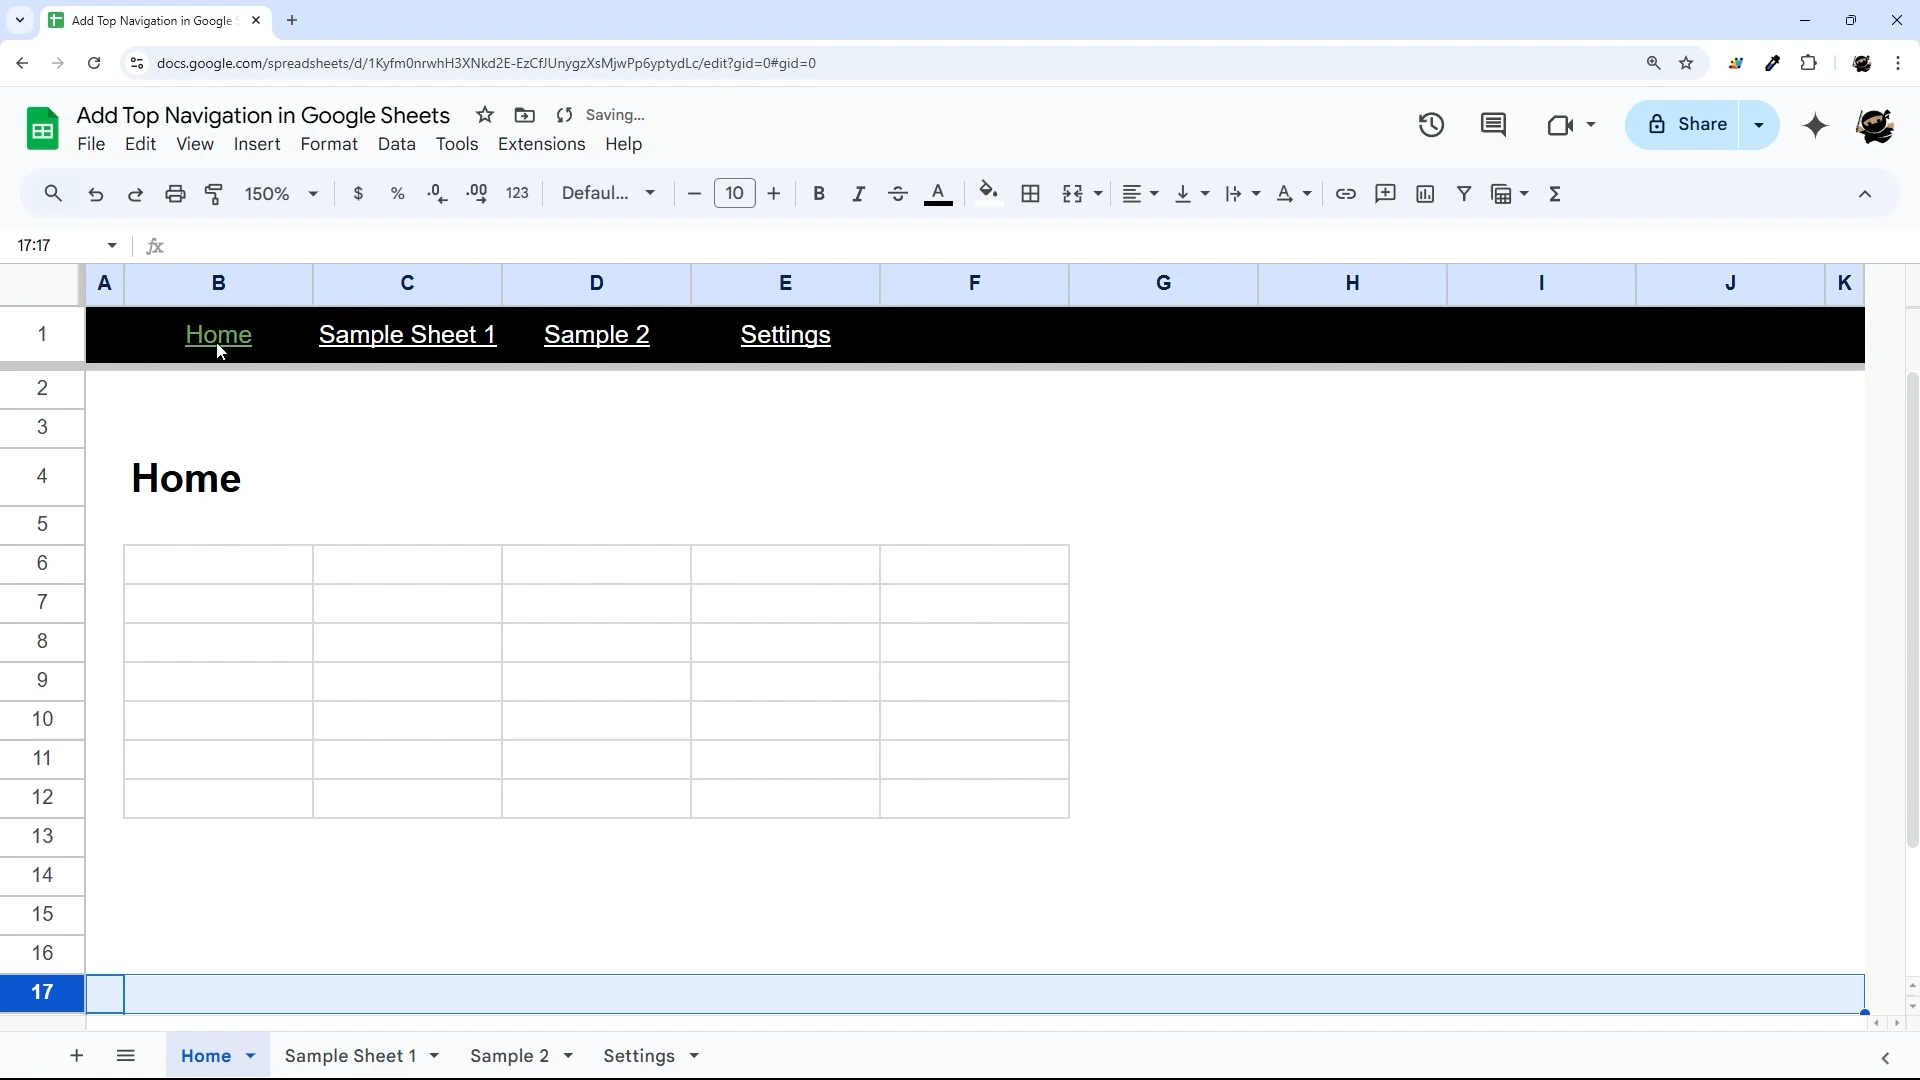 Add Top Navigation in Google
docs.google.com/spreadsheets/d/1Kyfm0nrwhH3XNkd2E-EzCfJUnygzXsMjwPp6yptydLc/edit?gid=0#gid=0
Add Top Navigation in Google Sheets Saving...
File Edit View Insert Format Data Tools Extensions Help
Share
150% $ % .0 .00 123 Defaul... 10 B I S A Σ
17:17 fx
A B C D E F G H I J K
1 Home Sample Sheet 1 Sample 2 Settings
2
3
4 Home
5
6
7
8
9
10
11
12
13
14
15
16
17
Home Sample Sheet 1 Sample 2 Settings